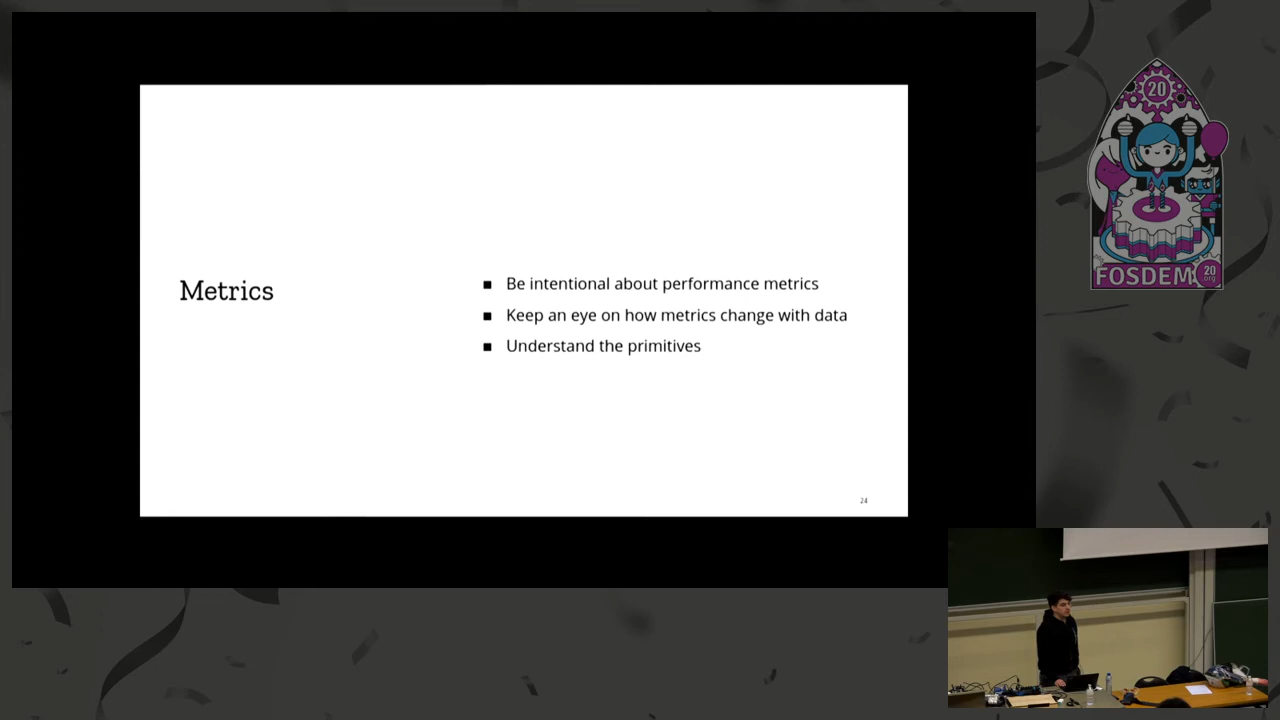 Metrics
Be intentional about performance metrics
Keep an eye on how metrics change with data
Understand the primitives
24
20
FOSDEM
20
org